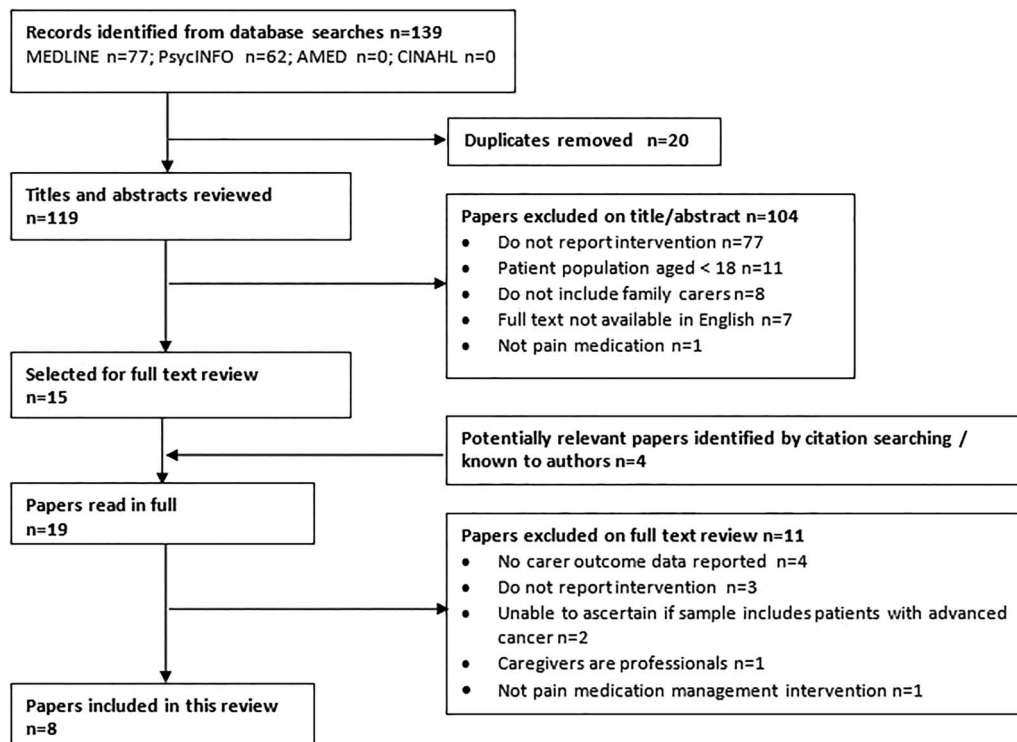 Records identified from database searches n=139
MEDLINE n=77; PsycINFO n=62; AMED n=0; CINAHL n=0
Duplicates removed n=20
Titles and abstracts reviewed
n=119
Papers excluded on title/abstract n=104
• Do not report intervention n=77
• Patient population aged < 18 n=11
• Do not include family carers n=8
• Full text not available in English n=7
• Not pain medication n=1
Selected for full text review
n=15
Potentially relevant papers identified by citation searching /
known to authors n=4
Papers read in full
n=19
Papers excluded on full text review n=11
• No carer outcome data reported n=4
• Do not report intervention n=3
• Unable to ascertain if sample includes patients with advanced
cancer n=2
• Caregivers are professionals n=1
• Not pain medication management intervention n=1
Papers included in this review
n=8